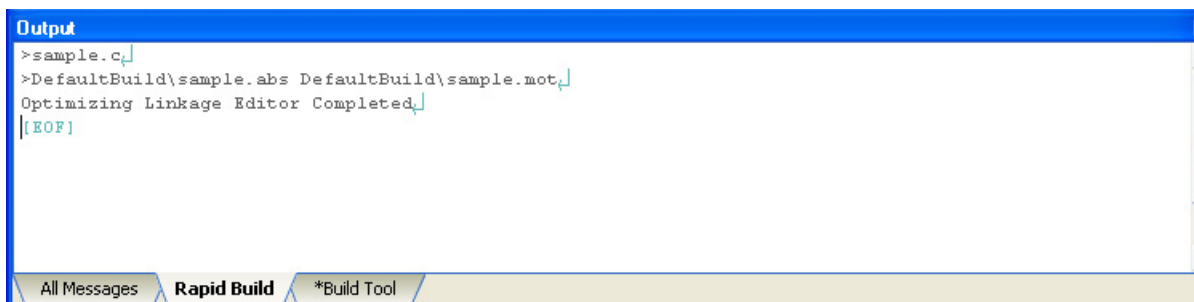 Output
>sample.c
>DefaultBuild\sample.abs DefaultBuild\sample.mot
Optimizing Linkage Editor Completed
[EOF]
All Messages Rapid Build *Build Tool